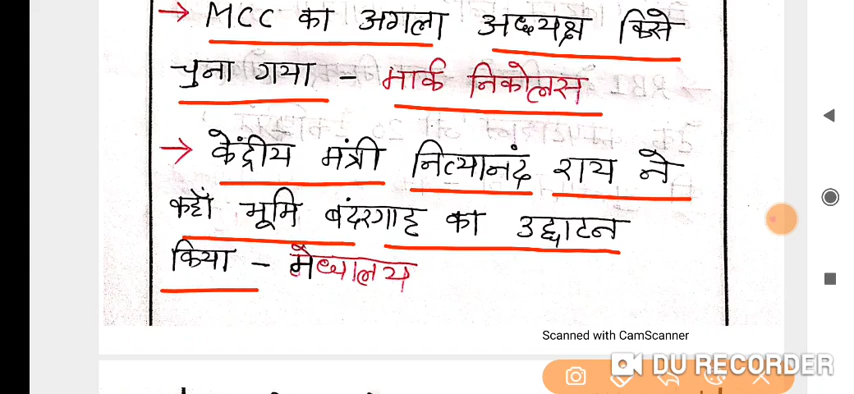 → MCC का अगला अध्यक्ष किसे
चुना गया - मार्क निकोलस
→ केंद्रीय मंत्री नित्यानंद राय ने
कहाँ भूमि बंदरगाह का उद्घाटन
किया - मेघालय
Scanned with CamScanner
DU RECORDER